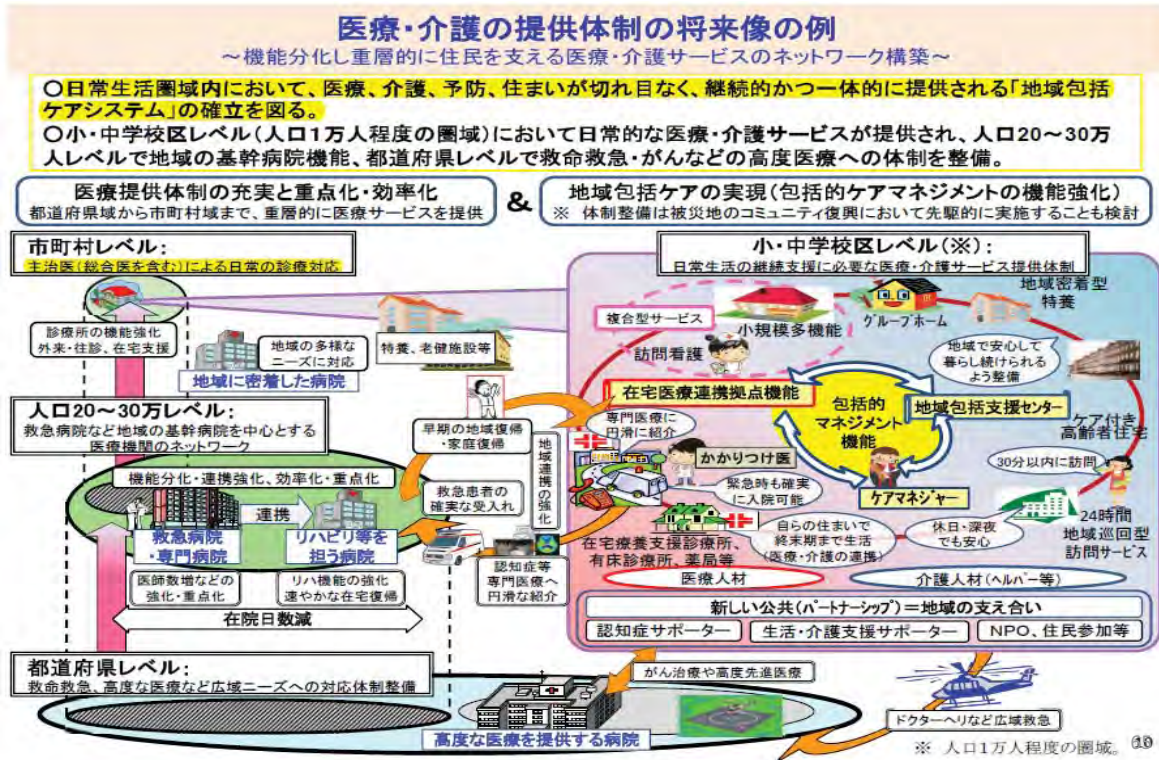 医療・介護の提供体制の将来像の例
～機能分化し重層的に住民を支える医療・介護サービスのネットワーク構築～
○日常生活圏域内において、医療、介護、予防、住まいが切れ目なく、継続的かつ一体的に提供される「地域包括
ケアシステム」の確立を図る。
○小・中学校区レベル(人口1万人程度の圏域)において日常的な医療・介護サービスが提供され、人口20～30万
人レベルで地域の基幹病院機能、都道府県レベルで救命救急・がんなどの高度医療への体制を整備。
医療提供体制の充実と重点化・効率化
都道府県域から市町村域まで、重層的に医療サービスを提供
&
地域包括ケアの実現(包括的ケアマネジメントの機能強化)
※ 体制整備は被災地のコミュニティ復興において先駆的に実施することも検討
市町村レベル:
主治医(総合医を含む)による日常の診療対応
診療所の機能強化
外来・往診、在宅支援
地域の多様な
ニーズに対応
地域に密着した病院
特養、老健施設等
人口20～30万レベル:
救急病院など地域の基幹病院を中心とする
医療機関のネットワーク
早期の地域復帰
・家庭復帰
地域連携の強化
機能分化・連携強化、効率化・重点化
連携
救急病院
・専門病院
リハビリ等を
担う病院
救急患者の
確実な受入れ
医師数増などの
強化・重点化
リハ機能の強化
速やかな在宅復帰
認知症等
専門医療へ
円滑な紹介
在院日数減
都道府県レベル:
救命救急、高度な医療など広域ニーズへの対応体制整備
高度な医療を提供する病院
がん治療や高度先進医療
ドクターヘリなど広域救急
小・中学校区レベル(※):
日常生活の継続支援に必要な医療・介護サービス提供体制
複合型サービス
小規模多機能
訪問看護
グループホーム
地域密着型
特養
地域で安心して
暮らし続けられる
よう整備
在宅医療連携拠点機能
包括的
マネジメント
機能
地域包括支援センター
ケア付き
高齢者住宅
専門医療に
円滑に紹介
かかりつけ医
緊急時も確実
に入院可能
ケアマネジャー
30分以内に訪問
在宅療養支援診療所、
有床診療所、薬局等
自らの住まいで
終末期まで生活
(医療・介護の連携)
休日・深夜
でも安心
24時間
地域巡回型
訪問サービス
医療人材
介護人材(ヘルパー等)
新しい公共(パートナーシップ)=地域の支え合い
認知症サポーター
生活・介護支援サポーター
NPO、住民参加等
※ 人口1万人程度の圏域。